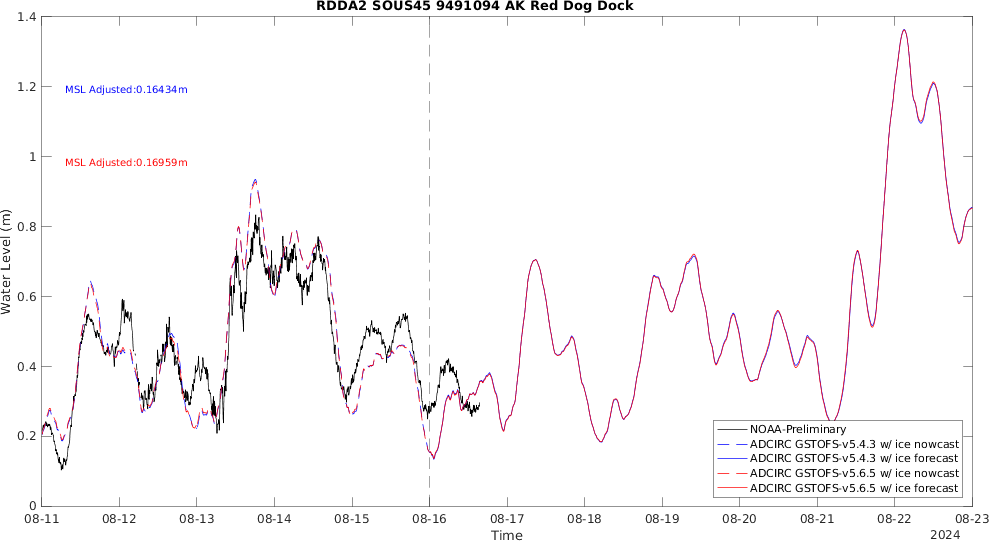 RDDA2 SOUS45 9491094 AK Red Dog Dock
1.4
1.2
1
0.8
0.6
0.4
0.2
0
Water Level (m)
MSL Adjusted:0.16434m
MSL Adjusted:0.16959m
NOAA-Preliminary
ADCIRC GSTOFS-v5.4.3 w/ ice nowcast
ADCIRC GSTOFS-v5.4.3 w/ ice forecast
ADCIRC GSTOFS-v5.6.5 w/ ice nowcast
ADCIRC GSTOFS-v5.6.5 w/ ice forecast
08-11 08-12 08-13 08-14 08-15 08-16 08-17 08-18 08-19 08-20 08-21 08-22 08-23
Time
2024